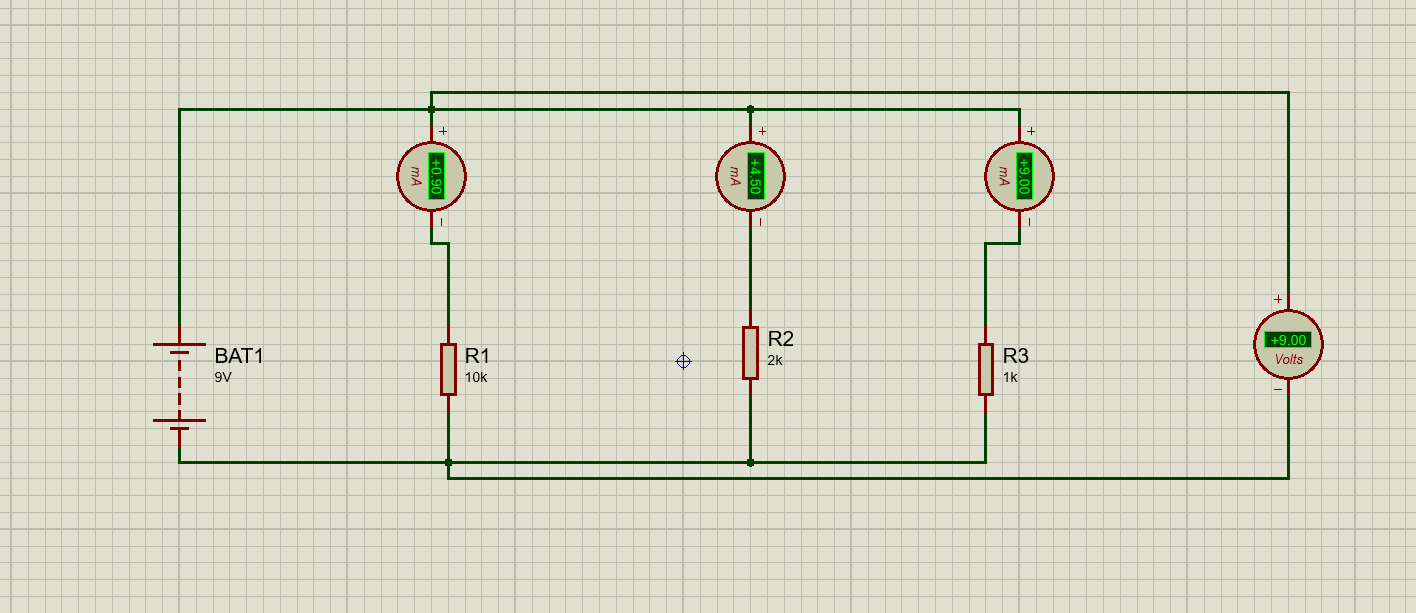 +
+
+
mA
+0.90
mA
+4.50
mA
+9.00
−
−
−
+
+9.00
Volts
−
BAT1
9V
R1
10k
R2
2k
R3
1k